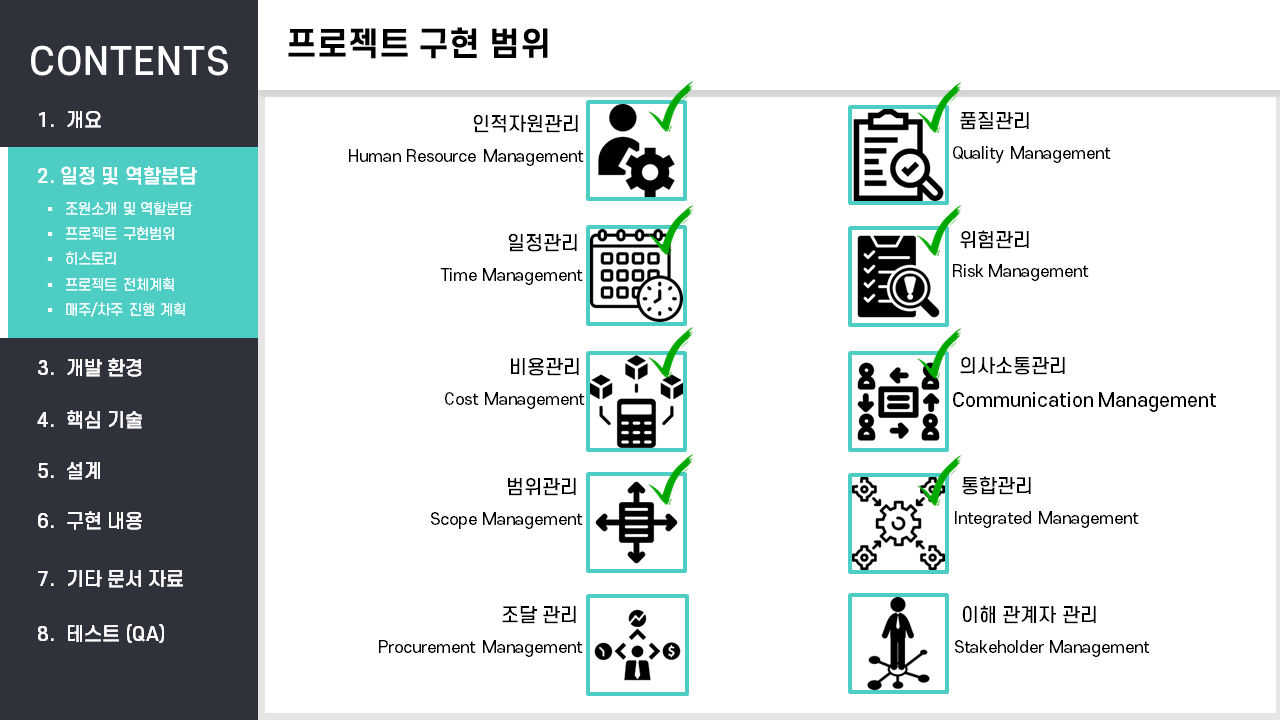 CONTENTS
1. 개요
2. 일정 및 역할분담
▪ 조원소개 및 역할분담
▪ 프로젝트 구현범위
▪ 히스토리
▪ 프로젝트 전체계획
▪ 매주/차주 진행 계획
3. 개발 환경
4. 핵심 기술
5. 설계
6. 구현 내용
7. 기타 문서 자료
8. 테스트 (QA)
프로젝트 구현 범위
인적자원관리
Human Resource Management
일정관리
Time Management
비용관리
Cost Management
범위관리
Scope Management
조달 관리
Procurement Management
품질관리
Quality Management
위험관리
Risk Management
의사소통관리
Communication Management
통합관리
Integrated Management
이해 관계자 관리
Stakeholder Management